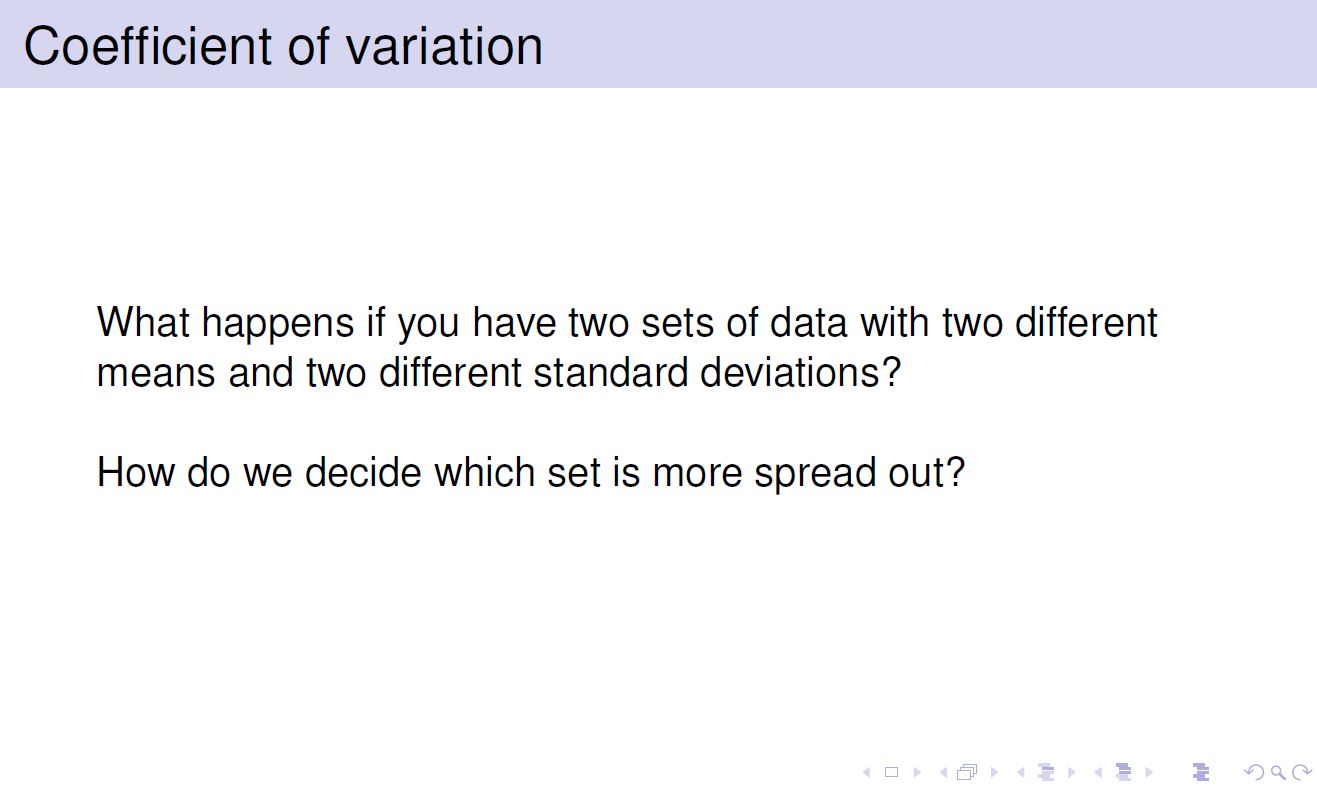 Coefficient of variation
What happens if you have two sets of data with two different
means and two different standard deviations?
How do we decide which set is more spread out?